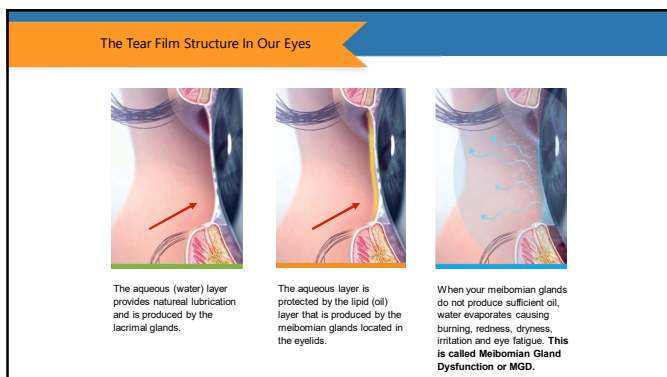 The Tear Film Structure In Our Eyes
The aqueous (water) layer
provides natureal lubrication
and is produced by the
lacrimal glands.
The aqueous layer is
protected by the lipid (oil)
layer that is produced by the
meibomian glands located in
the eyelids.
When your meibomian glands
do not produce sufficient oil,
water evaporates causing
burning, redness, dryness,
irritation and eye fatigue. This
is called Meibomian Gland
Dysfunction or MGD.